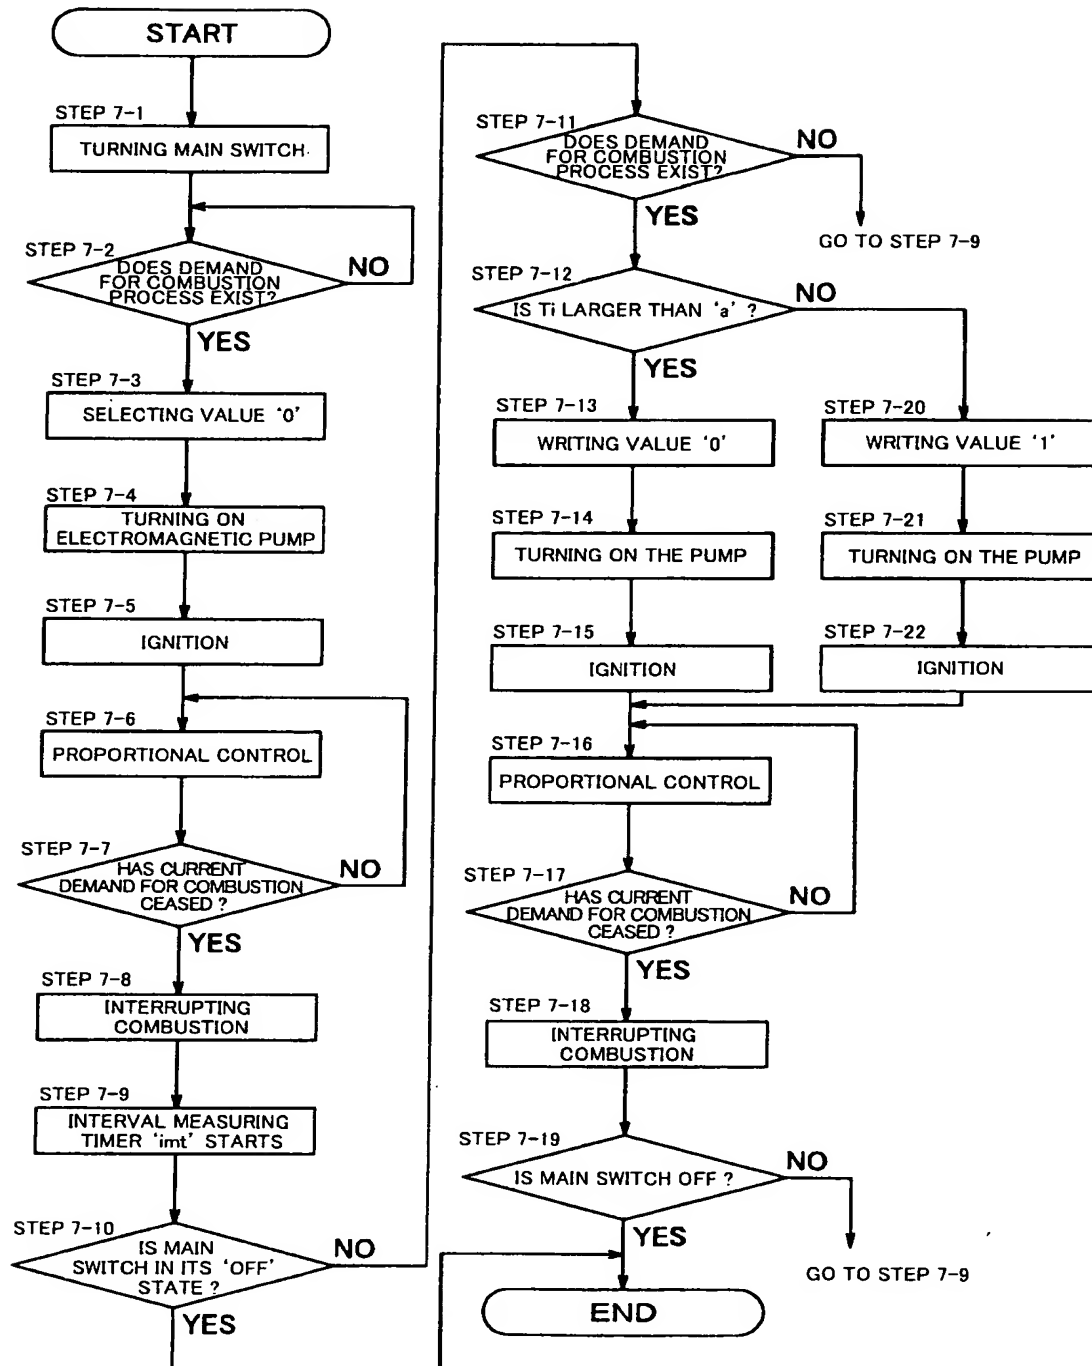 START
STEP 7-1
TURNING MAIN SWITCH
STEP 7-2
DOES DEMAND
FOR COMBUSTION
PROCESS EXIST?
NO
YES
STEP 7-3
SELECTING VALUE ‘0’
STEP 7-4
TURNING ON
ELECTROMAGNETIC PUMP
STEP 7-5
IGNITION
STEP 7-6
PROPORTIONAL CONTROL
STEP 7-7
HAS CURRENT
DEMAND FOR COMBUSTION
CEASED ?
NO
YES
STEP 7-8
INTERRUPTING
COMBUSTION
STEP 7-9
INTERVAL MEASURING
TIMER ‘imt’ STARTS
STEP 7-10
IS MAIN
SWITCH IN ITS ‘OFF’
STATE ?
NO
YES
STEP 7-11
DOES DEMAND
FOR COMBUSTION
PROCESS EXIST?
NO
YES
GO TO STEP 7-9
STEP 7-12
IS Ti LARGER THAN ‘a’ ?
NO
YES
STEP 7-13
WRITING VALUE ‘0’
STEP 7-14
TURNING ON THE PUMP
STEP 7-15
IGNITION
STEP 7-20
WRITING VALUE ‘1’
STEP 7-21
TURNING ON THE PUMP
STEP 7-22
IGNITION
STEP 7-16
PROPORTIONAL CONTROL
STEP 7-17
HAS CURRENT
DEMAND FOR COMBUSTION
CEASED ?
NO
YES
STEP 7-18
INTERRUPTING
COMBUSTION
STEP 7-19
IS MAIN SWITCH OFF ?
NO
YES
GO TO STEP 7-9
END